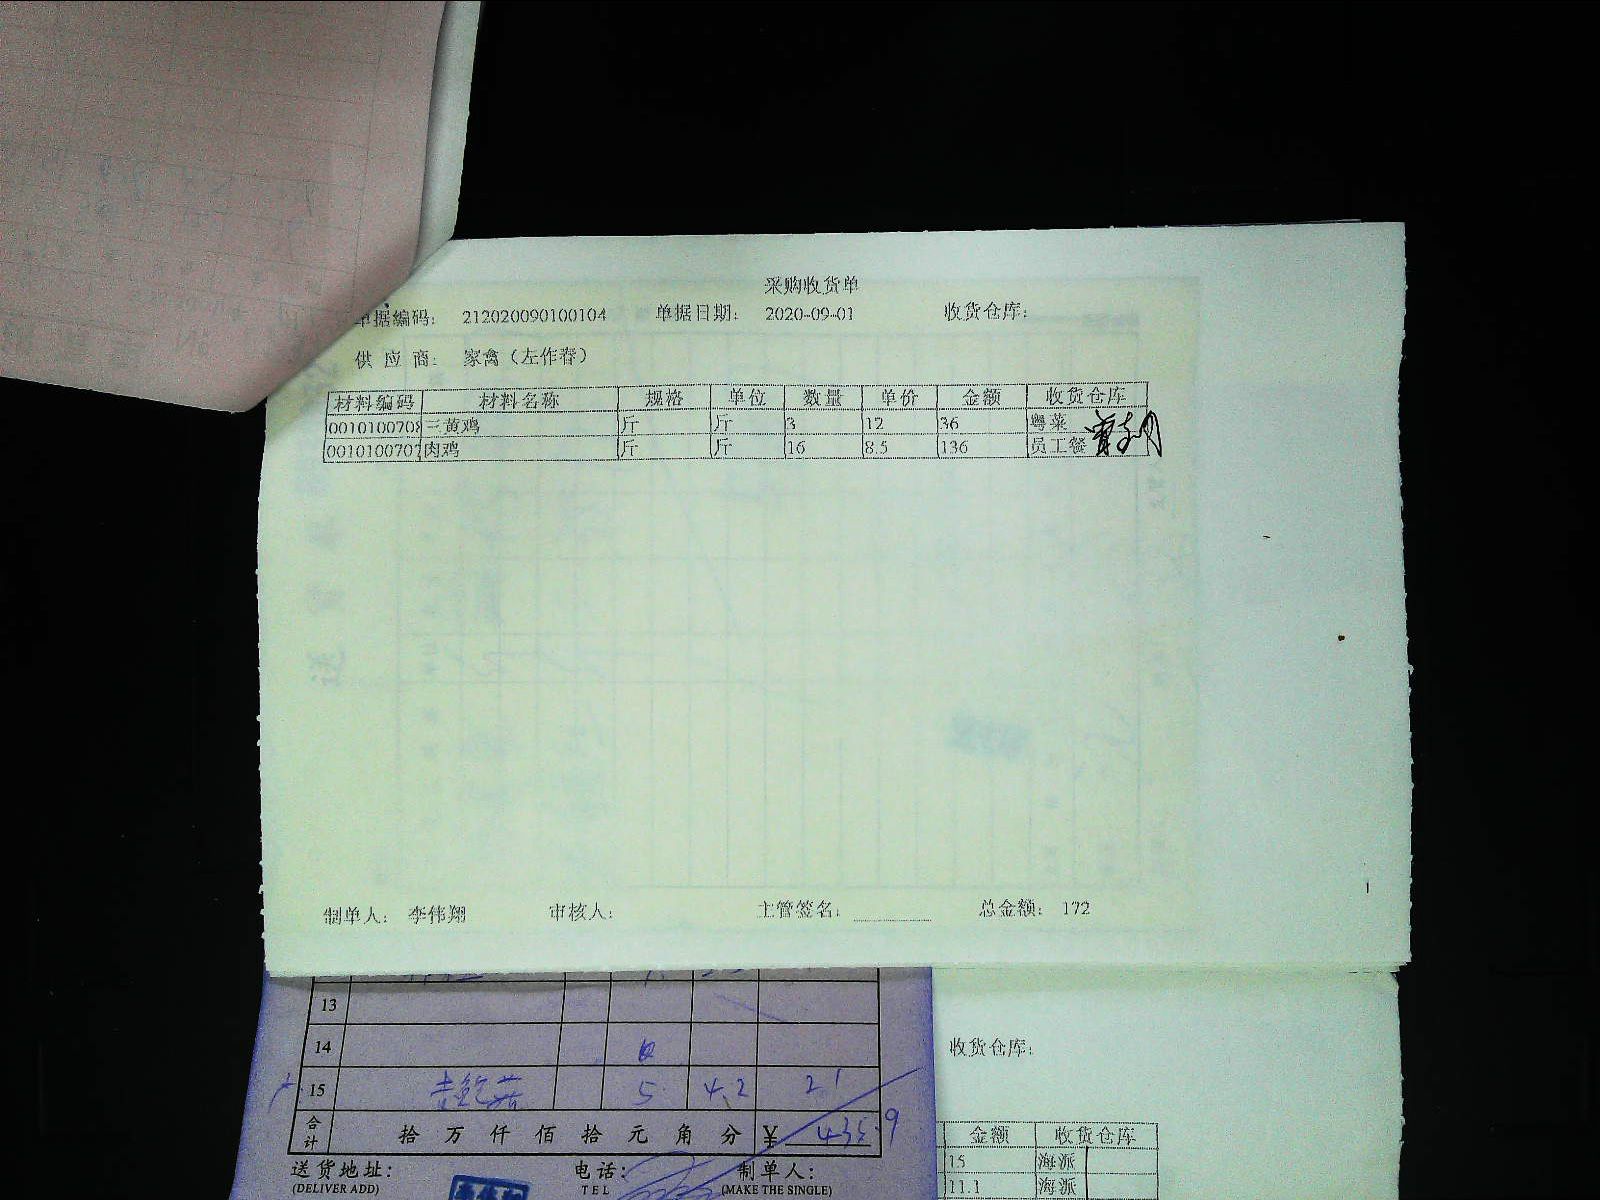 采购收货单
单据编码: 212020090100104 单据日期: 2020-09-01 收货仓库:
供应商: 家禽(左作春)
材料编码 材料名称 规格 单位 数量 单价 金额 收货仓库
001010070 三黄鸡 斤 斤 3 12 36 粤菜
001010070 肉鸡 斤 斤 16 8.5 136 员工餐
制单人: 李伟翔 审核人: 主管签名: 总金额: 172
13
14
15 5 4.2 21
合计 拾万仟佰拾元角分 ¥
送货地址: 电话: 制单人:
(DELIVER ADD) TEL (MAKE THE SINGLE)
收货仓库:
金额 收货仓库
15 海派
11.1 海派